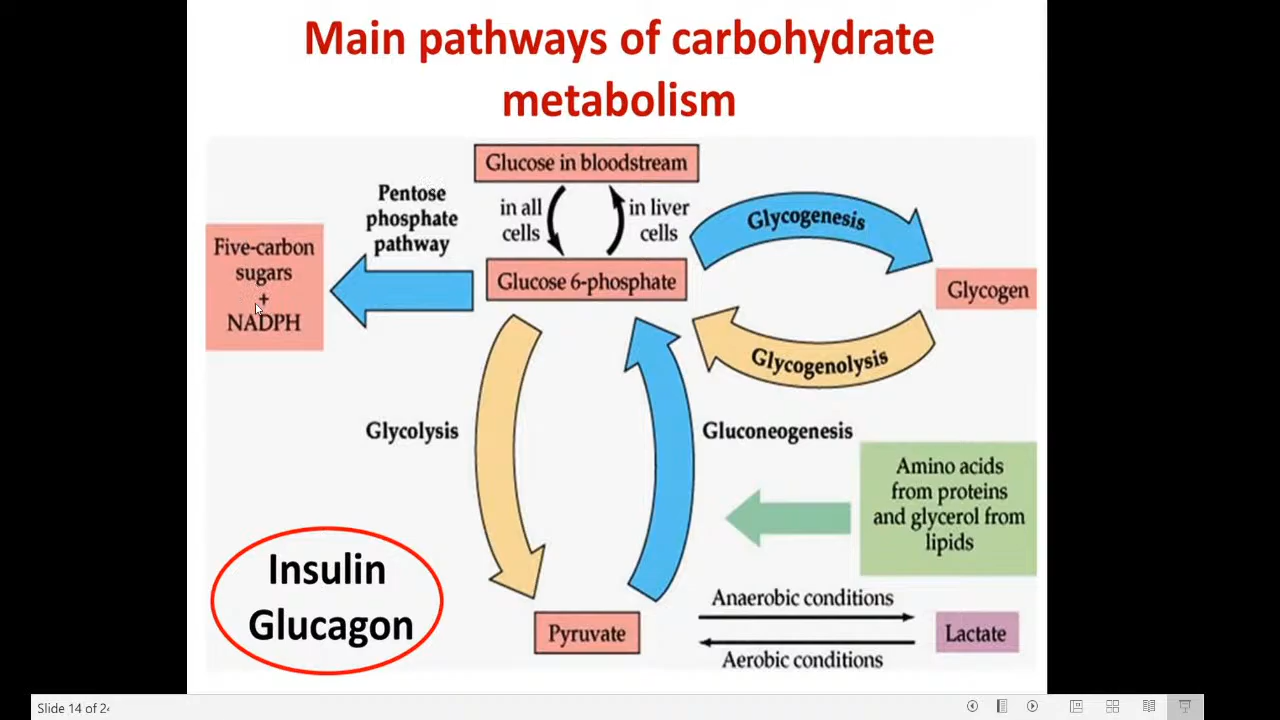 Main pathways of carbohydrate
metabolism
Glucose in bloodstream
Pentose
phosphate
pathway
in all
cells
in liver
cells
Glycogenesis
Five-carbon
sugars
+
NADPH
Glucose 6-phosphate
Glycogen
Glycogenolysis
Glycolysis
Gluconeogenesis
Amino acids
from proteins
and glycerol from
lipids
Insulin
Glucagon
Anaerobic conditions
Pyruvate
Lactate
Aerobic conditions
Slide 14 of